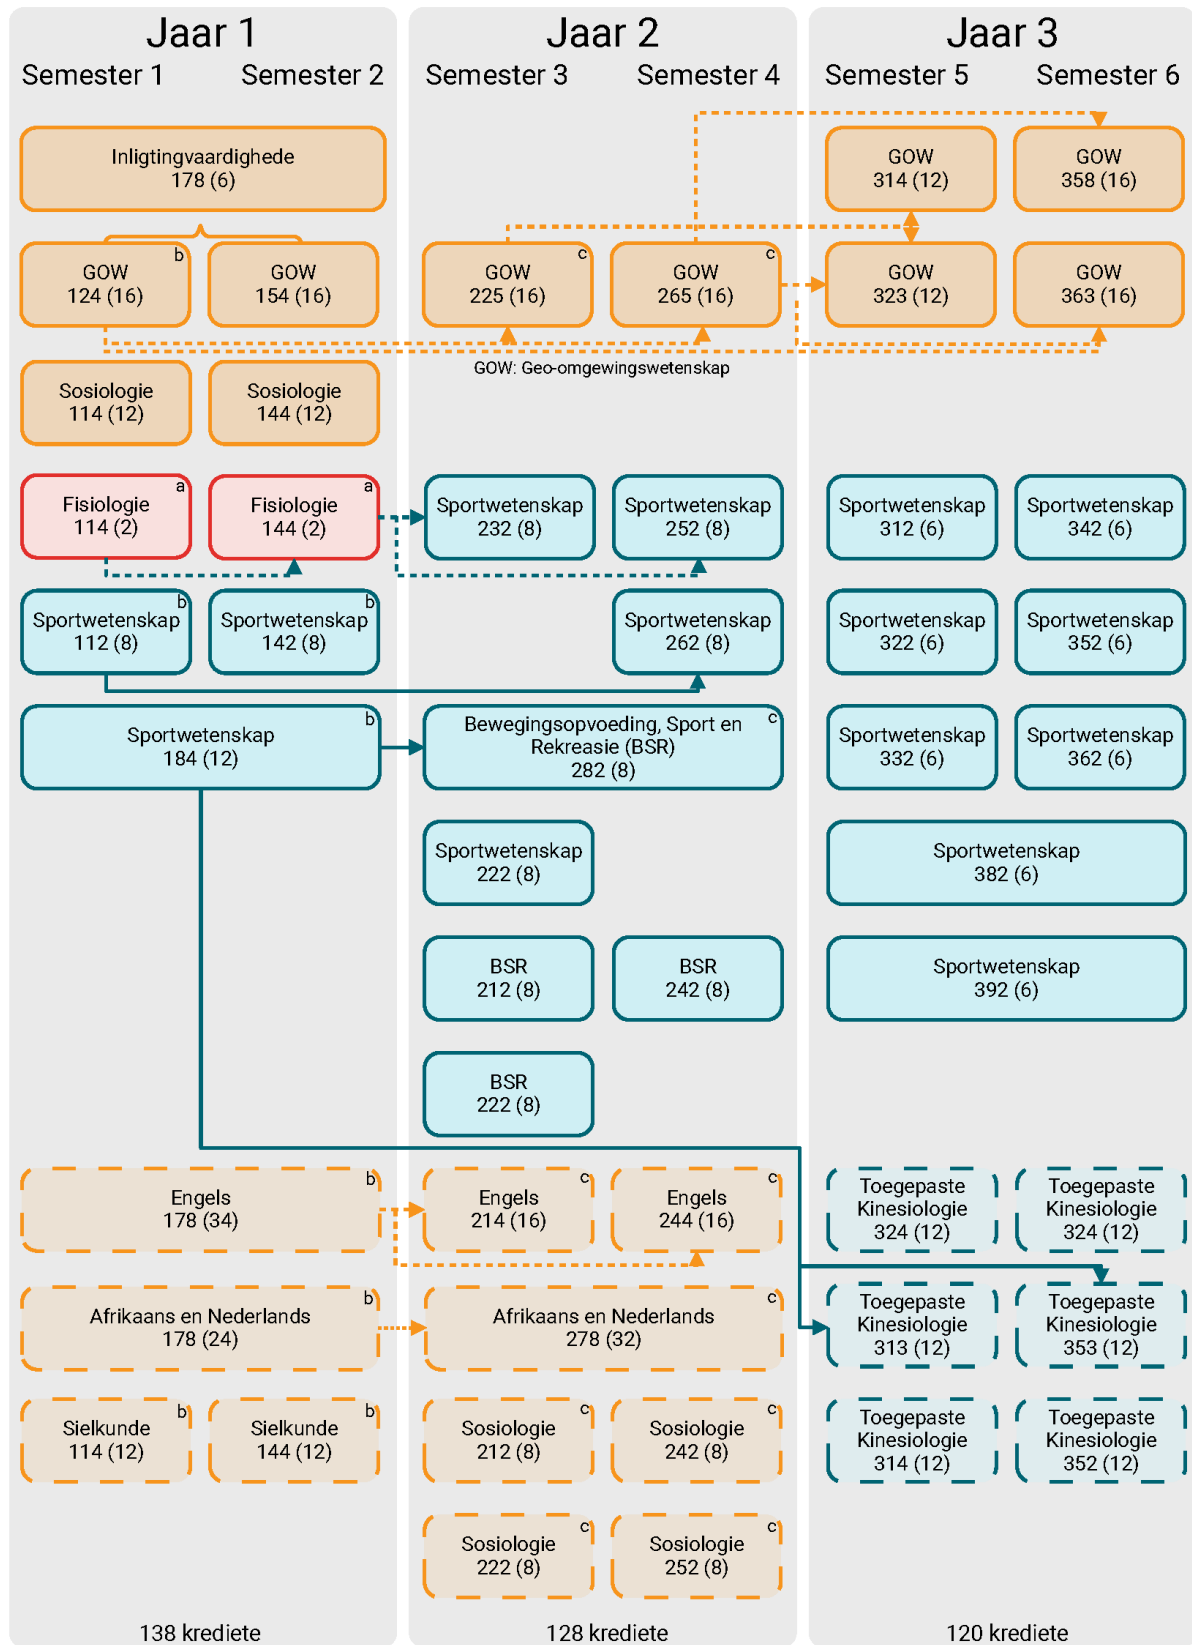 Jaar 1
Jaar 2
Jaar 3
Semester 1
Semester 2
Semester 3
Semester 4
Semester 5
Semester 6
Inligtingvaardighede
178 (6)
GOW
314 (12)
GOW
358 (16)
b
GOW
124 (16)
GOW
154 (16)
c
GOW
225 (16)
c
GOW
265 (16)
GOW
323 (12)
GOW
363 (16)
GOW: Geo-omgewingswetenskap
Sosiologie
114 (12)
Sosiologie
144 (12)
a
Fisiologie
114 (2)
a
Fisiologie
144 (2)
Sportwetenskap
232 (8)
Sportwetenskap
252 (8)
Sportwetenskap
312 (6)
Sportwetenskap
342 (6)
b
Sportwetenskap
112 (8)
b
Sportwetenskap
142 (8)
Sportwetenskap
262 (8)
Sportwetenskap
322 (6)
Sportwetenskap
352 (6)
b
Sportwetenskap
184 (12)
c
Bewegingsopvoeding, Sport en
Rekreasie (BSR)
282 (8)
Sportwetenskap
332 (6)
Sportwetenskap
362 (6)
Sportwetenskap
222 (8)
Sportwetenskap
382 (6)
BSR
212 (8)
BSR
242 (8)
Sportwetenskap
392 (6)
BSR
222 (8)
b
Engels
178 (34)
c
Engels
214 (16)
c
Engels
244 (16)
Toegepaste
Kinesiologie
324 (12)
Toegepaste
Kinesiologie
324 (12)
b
Afrikaans en Nederlands
178 (24)
c
Afrikaans en Nederlands
278 (32)
Toegepaste
Kinesiologie
313 (12)
Toegepaste
Kinesiologie
353 (12)
b
Sielkunde
114 (12)
b
Sielkunde
144 (12)
c
Sosiologie
212 (8)
c
Sosiologie
242 (8)
Toegepaste
Kinesiologie
314 (12)
Toegepaste
Kinesiologie
352 (12)
c
Sosiologie
222 (8)
c
Sosiologie
252 (8)
138 krediete
128 krediete
120 krediete